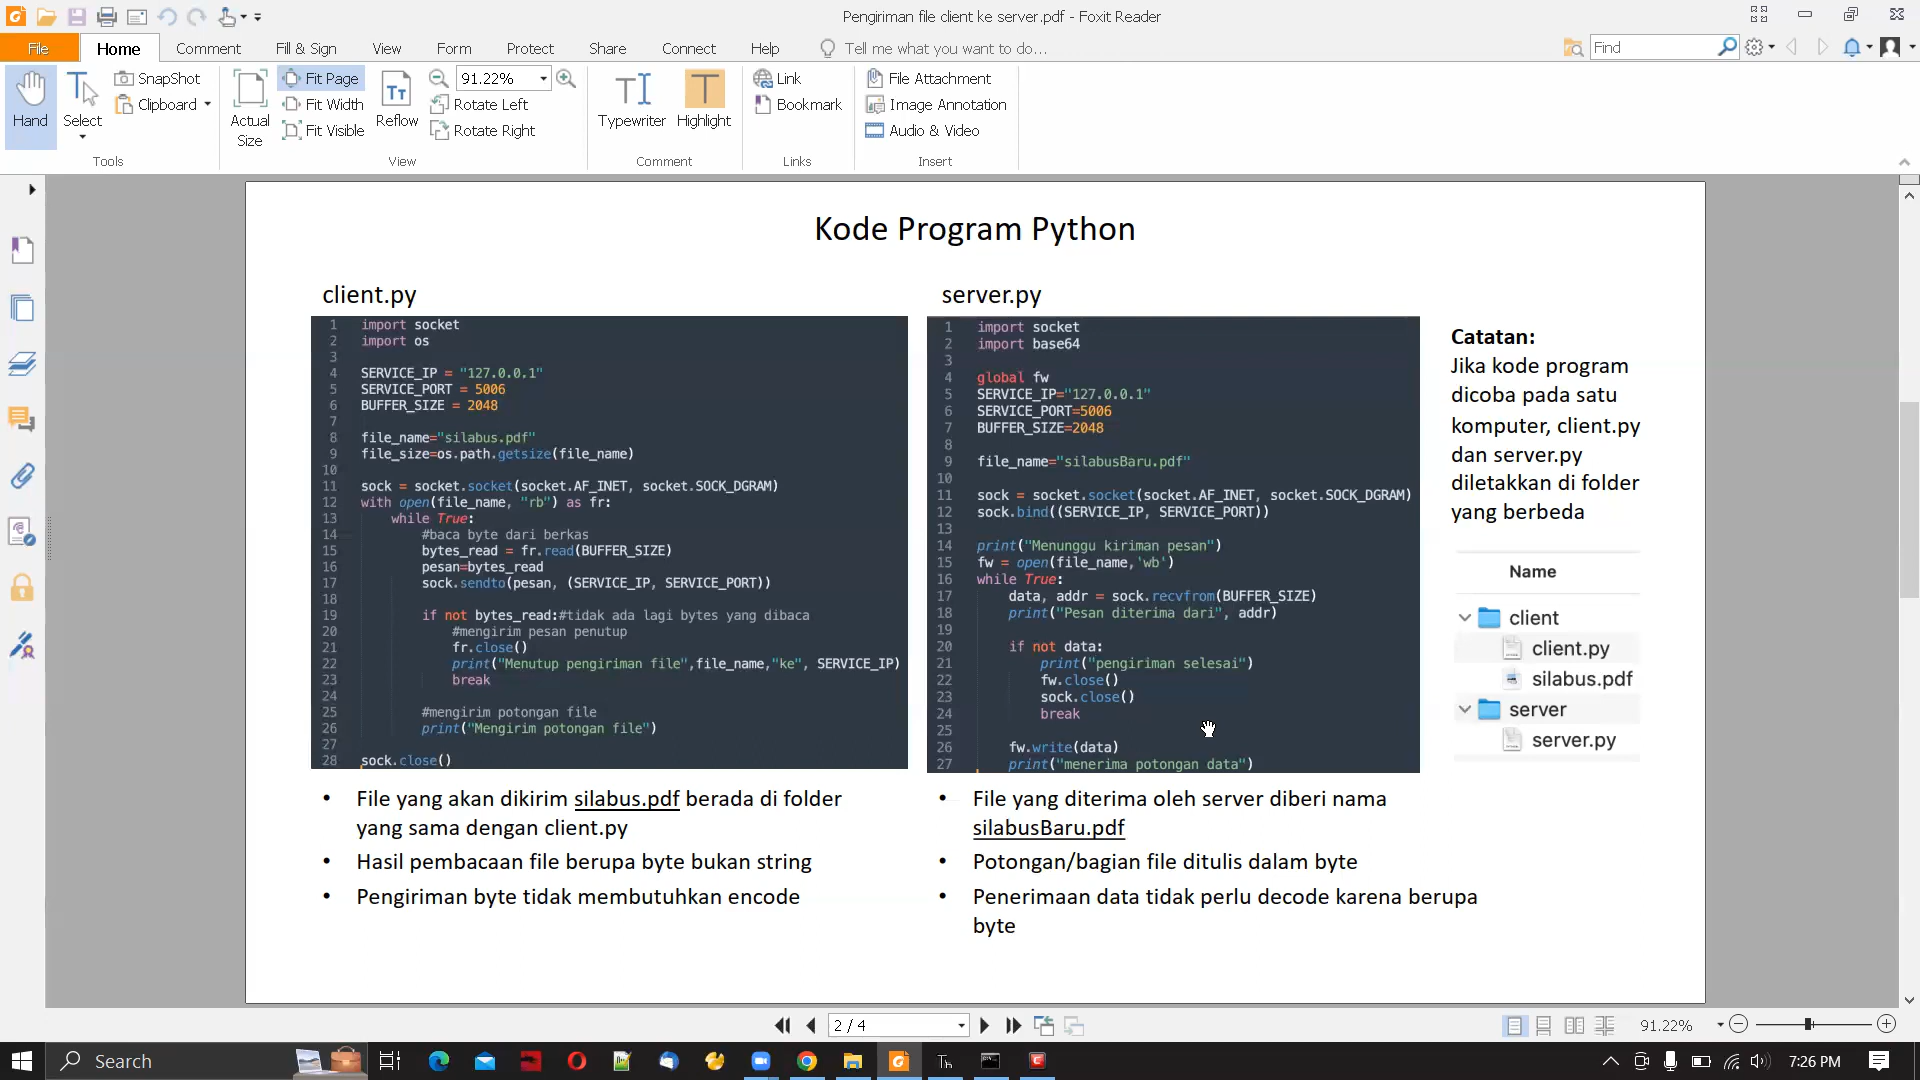 Pengiriman file client ke server.pdf - Foxit Reader
File
Home
Comment
Fill & Sign
View
Form
Protect
Share
Connect
Help
Tell me what you want to do...
Find
Hand
Select
SnapShot
Clipboard
Tools
Actual
Size
Fit Page
Fit Width
Fit Visible
Reflow
91.22%
Rotate Left
Rotate Right
View
Typewriter
Highlight
Comment
Link
Bookmark
Links
File Attachment
Image Annotation
Audio & Video
Insert
Kode Program Python
client.py
1 import socket
2 import os
3
4 SERVICE_IP = "127.0.0.1"
5 SERVICE_PORT = 5006
6 BUFFER_SIZE = 2048
7
8 file_name="silabus.pdf"
9 file_size=os.path.getsize(file_name)
10
11 sock = socket.socket(socket.AF_INET, socket.SOCK_DGRAM)
12 with open(file_name, "rb") as fr:
13 while True:
14 #baca byte dari berkas
15 bytes_read = fr.read(BUFFER_SIZE)
16 pesan=bytes_read
17 sock.sendto(pesan, (SERVICE_IP, SERVICE_PORT))
18
19 if not bytes_read:#tidak ada lagi bytes yang dibaca
20 #mengirim pesan penutup
21 fr.close()
22 print("Menutup pengiriman file",file_name,"ke", SERVICE_IP)
23 break
24
25 #mengirim potongan file
26 print("Mengirim potongan file")
27
28 sock.close()
server.py
1 import socket
2 import base64
3
4 global fw
5 SERVICE_IP="127.0.0.1"
6 SERVICE_PORT=5006
7 BUFFER_SIZE=2048
8
9 file_name="silabusBaru.pdf"
10
11 sock = socket.socket(socket.AF_INET, socket.SOCK_DGRAM)
12 sock.bind((SERVICE_IP, SERVICE_PORT))
13
14 print("Menunggu kiriman pesan")
15 fw = open(file_name,'wb')
16 while True:
17 data, addr = sock.recvfrom(BUFFER_SIZE)
18 print("Pesan diterima dari", addr)
19
20 if not data:
21 print("pengiriman selesai")
22 fw.close()
23 sock.close()
24 break
25
26 fw.write(data)
27 print("menerima potongan data")
Catatan:
Jika kode program
dicoba pada satu
komputer, client.py
dan server.py
diletakkan di folder
yang berbeda
Name
client
client.py
silabus.pdf
server
server.py
• File yang akan dikirim silabus.pdf berada di folder
yang sama dengan client.py
• Hasil pembacaan file berupa byte bukan string
• Pengiriman byte tidak membutuhkan encode
• File yang diterima oleh server diberi nama
silabusBaru.pdf
• Potongan/bagian file ditulis dalam byte
• Penerimaan data tidak perlu decode karena berupa
byte
2 / 4
91.22%
Search
7:26 PM